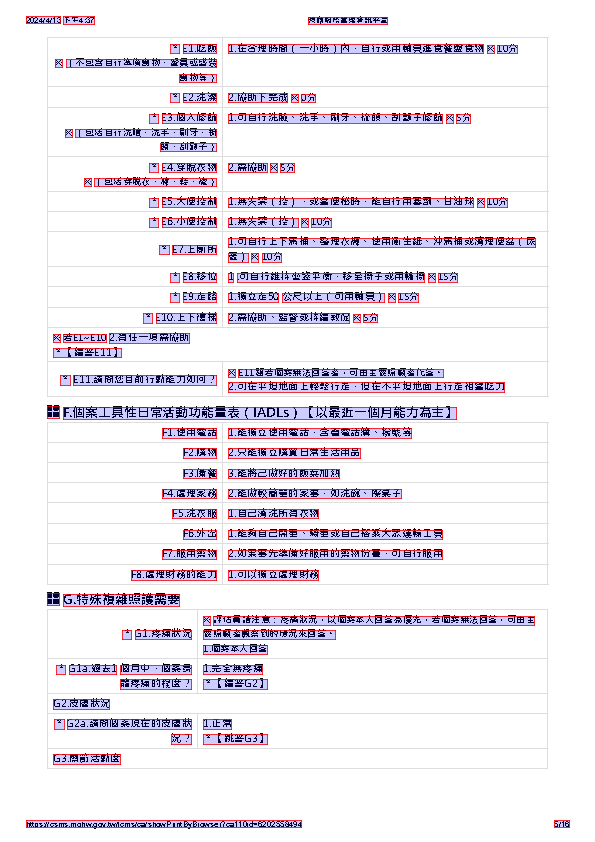 2024/4/13 下午4:37 照顧服務管理資訊平臺
* E1.吃飯 1.在合理時間(一小時)內,自行或用輔具進食餐盤食物 ※10分
※【不包含自行準備食物、
食物等】
* E2.洗澡 2.協助下完成 ※0分
* E3.個人修飾 1.可自行洗臉、洗手、刷牙、梳頭、刮鬍子修飾 ※5分
※【包括自行洗臉、洗手、刷牙、梳
頭、刮鬍子】
* E4.穿脫衣物 2.需協助 ※5分
※【包括穿脫衣、褲、鞋、襪】
* E5.大便控制 1.無失禁(控),或當便秘時,能自行用塞劑、甘油球 ※10分
* E6.小便控制 1.無失禁(控) ※10分
* E7.上廁所 1.可自行上下馬桶、整理衣褲、使用衛生紙、沖馬桶或清理便盆(尿
壺) ※10分
* E8.移位 1.可自行維持坐姿平衡,移至椅子或用輪椅 ※15分
* E9.走路 1.獨立走50公尺以上(可用輔具) ※15分
* E10.上下樓梯 2.需協助、監督或持續敦促 ※5分
※若E1~E10 2.有任一項需協助
*【續答E11】
* E11.請問您目前行動能力如何? ※E11題若個案無法回答者,可由主要照顧者代答。
2.可在平坦地面上輕鬆行走,但在不平坦地面上行走相當吃力
F.個案工具性日常活動功能量表(IADLs)【以最近一個月能力為主】
F1.使用電話 1.能獨立使用電話,含查電話簿、撥號等
F2.購物 2.只能獨立購買日常生活用品
F3.備餐 3.能將已做好的飯菜加熱
F4.處理家務 2.能做較簡單的家事,如洗碗、擦桌子
F5.洗衣服 1.自己清洗所有衣物
F6.外出 1.能夠自己開車、騎車或自己搭乘大眾運輸工具
F7.服用藥物 2.如果事先準備好服用的藥物份量,可自行服用
F8.處理財務的能力 1.可以獨立處理財務
G.特殊複雜照護需要
* G1.疼痛狀況 ※評估員請注意:疼痛狀況,以個案本人回答為優先,若個案無法回答,可由主
要照顧者觀察到的情況來回答。
1.個案本人回答
* G1a.過去1個月中,個案身 1.完全無疼痛
體疼痛的程度? *【續答G2】
G2.皮膚狀況
* G2a.請問個案現在的皮膚狀 1.正常
況? *【跳答G3】
G3.關節活動度
https://csms.mohw.gov.tw/lcms/ca/showPrintByBrowser?ca110id=6202558494 5/16